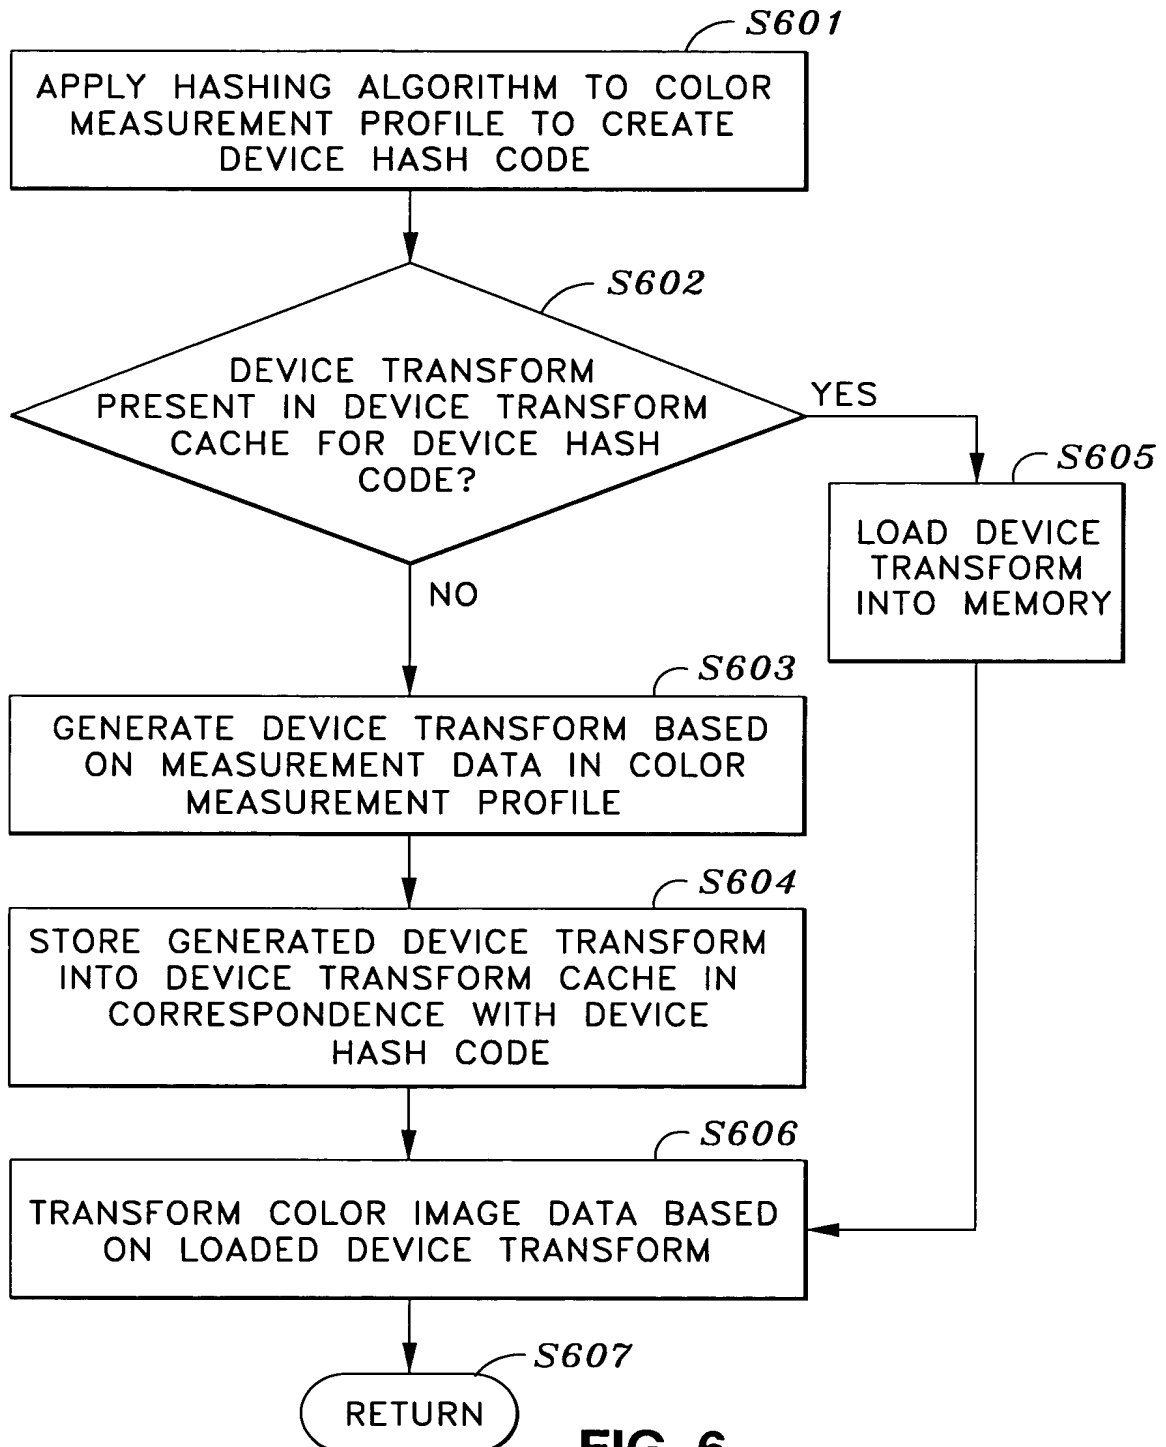 S601
APPLY HASHING ALGORITHM TO COLOR
MEASUREMENT PROFILE TO CREATE
DEVICE HASH CODE
S602
DEVICE TRANSFORM
PRESENT IN DEVICE TRANSFORM
CACHE FOR DEVICE HASH
CODE?
YES
S605
LOAD DEVICE
TRANSFORM
INTO MEMORY
NO
S603
GENERATE DEVICE TRANSFORM BASED
ON MEASUREMENT DATA IN COLOR
MEASUREMENT PROFILE
S604
STORE GENERATED DEVICE TRANSFORM
INTO DEVICE TRANSFORM CACHE IN
CORRESPONDENCE WITH DEVICE
HASH CODE
S606
TRANSFORM COLOR IMAGE DATA BASED
ON LOADED DEVICE TRANSFORM
S607
RETURN
FIG. 6